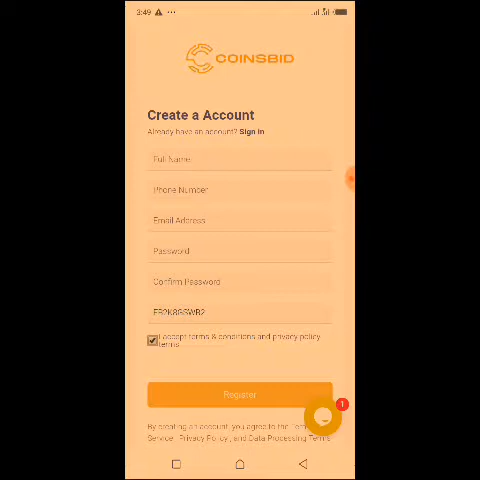 3:49
COINSBID
Create a Account
Already have an account? Sign in
Full Name
Phone Number
Email Address
Password
Confirm Password
I accept terms & conditions and privacy policy
terms
Register
1
By creating an account, you agree to the
Service , Privacy Policy , and Data Processing Terms